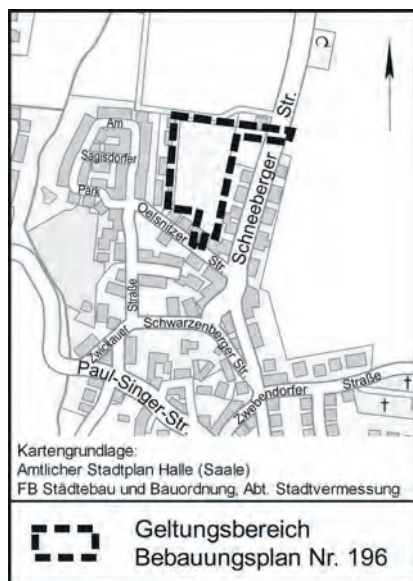 Am
Sagisdorfer
Park
Oelsnitzer
Str.
Schneeberger
Str.
Straße
Zwickauer
Schwarzenberger Str.
Paul-Singer-Str.
Zwebendorfer
Straße
Kartengrundlage:
Amtlicher Stadtplan Halle (Saale)
FB Städtebau und Bauordnung, Abt. Stadtvermessung
Geltungsbereich
Bebauungsplan Nr. 196